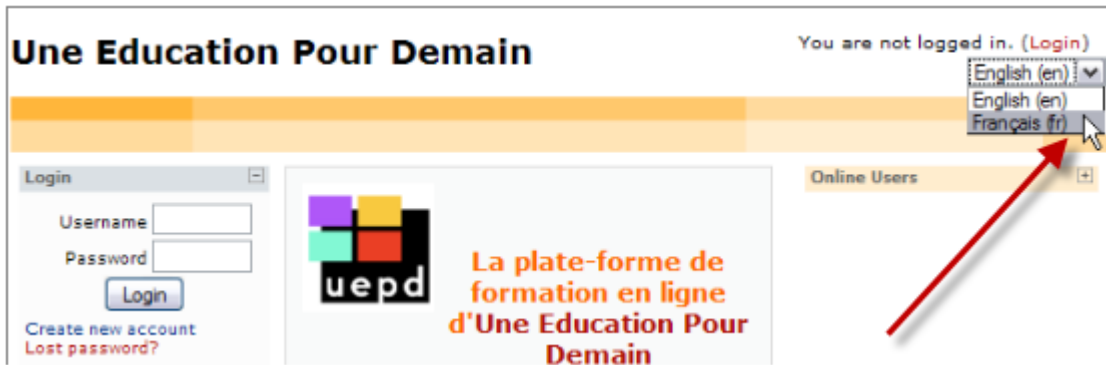 Une Education Pour Demain
You are not logged in. (Login)
English (en)
English (en)
Français (fr)
Login
Username
Password
Login
Create new account
Lost password?
uepd
La plate-forme de
formation en ligne
d'Une Education Pour
Demain
Online Users